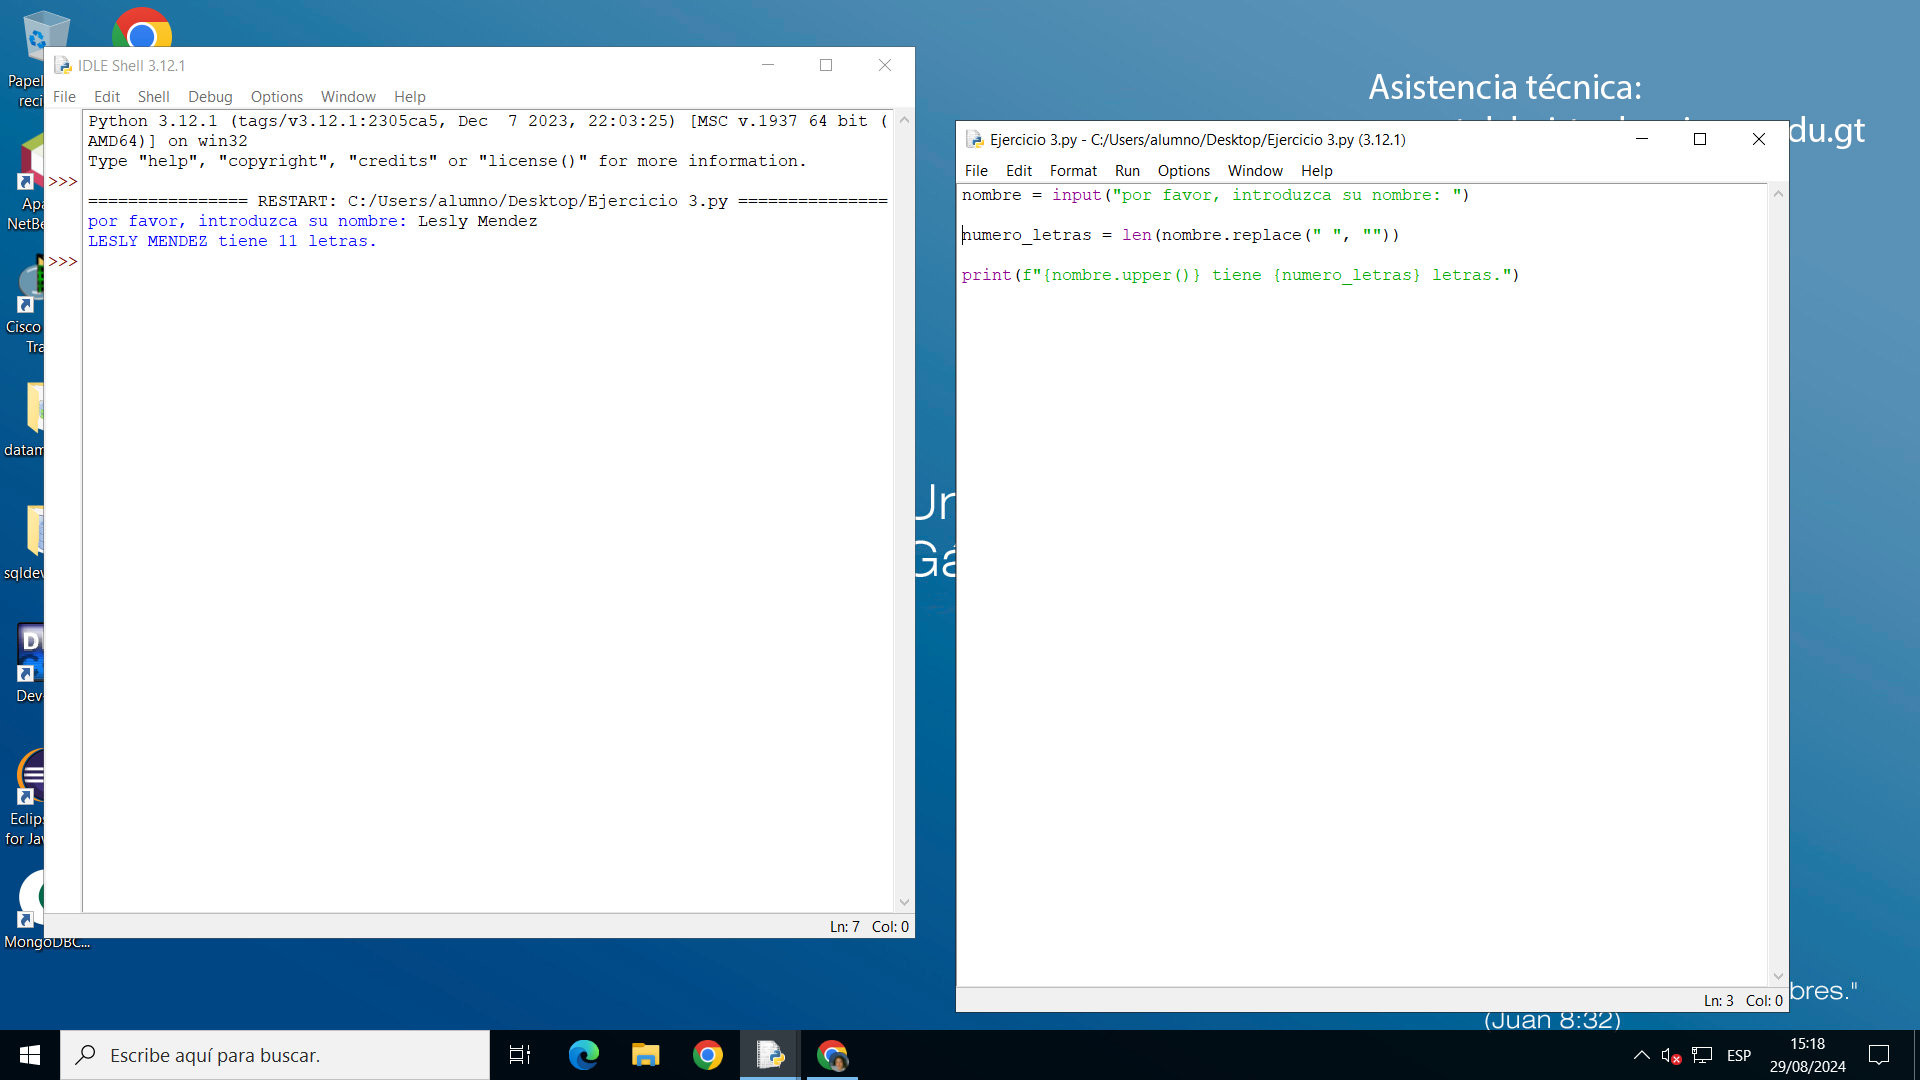 Papel
reci
Apa
NetBe
Cisco
Tra
datam
sqldev
Dev
Eclips
for Jav
MongoDBC...
IDLE Shell 3.12.1
File Edit Shell Debug Options Window Help
Python 3.12.1 (tags/v3.12.1:2305ca5, Dec  7 2023, 22:03:25) [MSC v.1937 64 bit (
AMD64)] on win32
Type "help", "copyright", "credits" or "license()" for more information.
>>>
================ RESTART: C:/Users/alumno/Desktop/Ejercicio 3.py ===============
por favor, introduzca su nombre: Lesly Mendez
LESLY MENDEZ tiene 11 letras.
>>>
Ln: 7 Col: 0
Asistencia técnica:
du.gt
Ejercicio 3.py - C:/Users/alumno/Desktop/Ejercicio 3.py (3.12.1)
File Edit Format Run Options Window Help
nombre = input("por favor, introduzca su nombre: ")
numero_letras = len(nombre.replace(" ", ""))
print(f"{nombre.upper()} tiene {numero_letras} letras.")
Ln: 3 Col: 0
Un
Gá
bres."
(Juan 8:32)
Escribe aquí para buscar.
ESP
15:18
29/08/2024